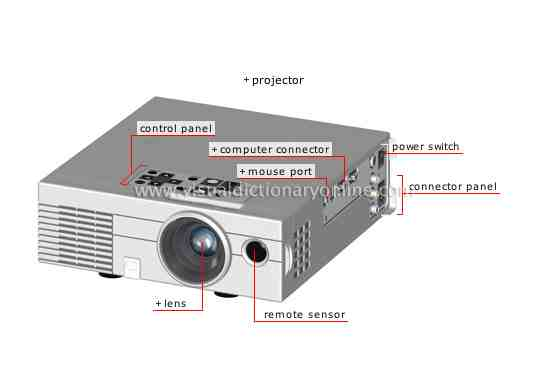 + projector
control panel
+ computer connector
power switch
+ mouse port
connector panel
www.visualdictionaryonline.com
+ lens
remote sensor